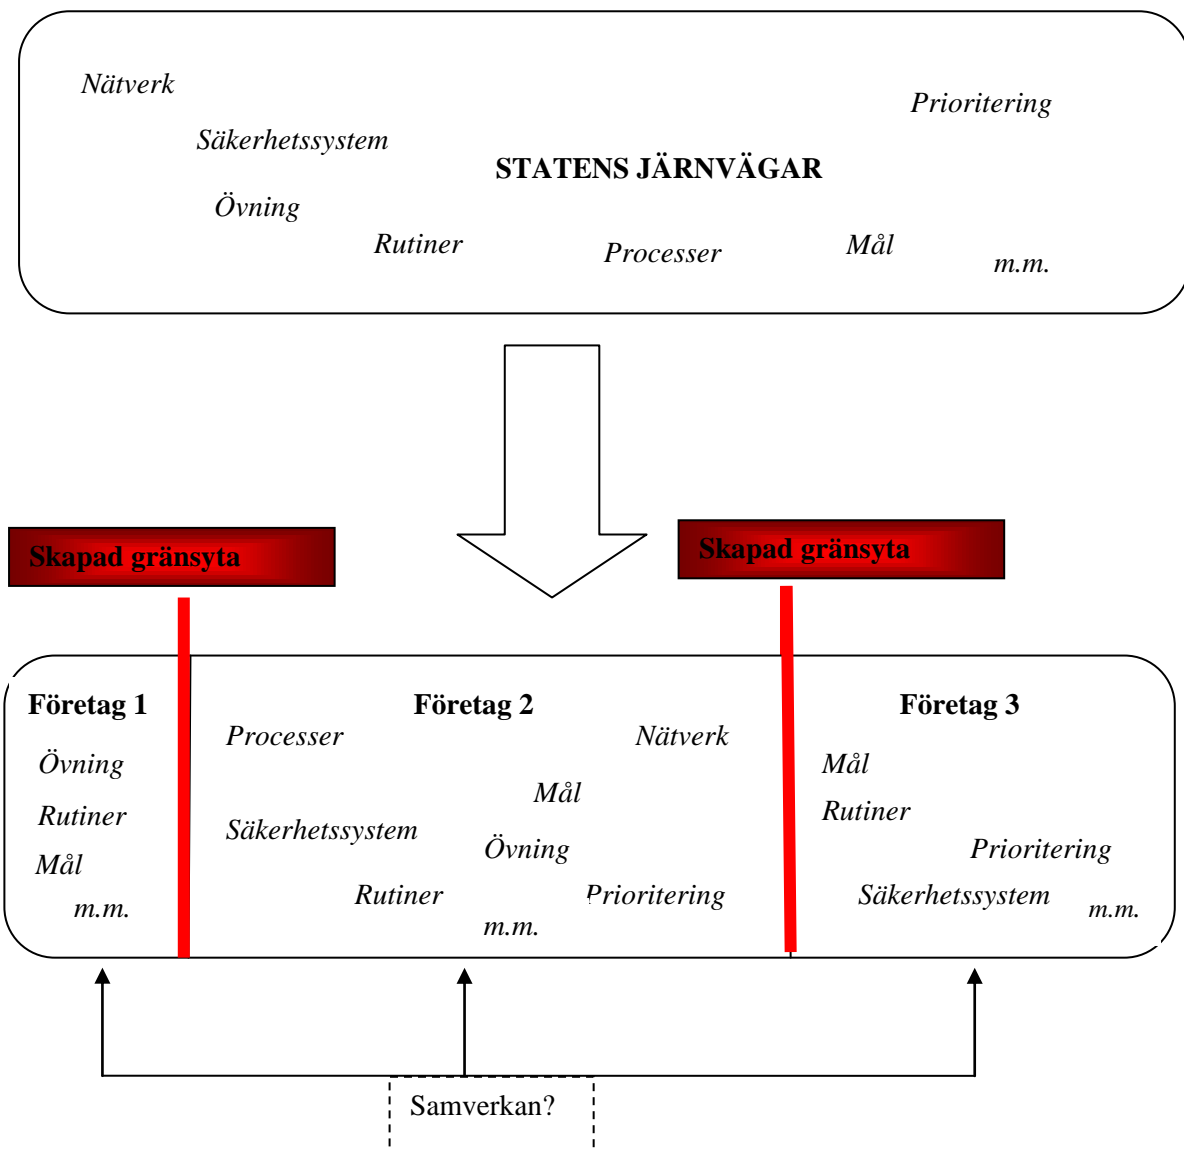 Nätverk
Prioritering
Säkerhetssystem
STATENS JÄRNVÄGAR
Övning
Rutiner
Processer
Mål
m.m.
Skapad gränsyta
Skapad gränsyta
Företag 1
Övning
Rutiner
Mål
m.m.
Företag 2
Processer
Nätverk
Mål
Säkerhetssystem
Övning
Rutiner
Prioritering
m.m.
Företag 3
Mål
Rutiner
Prioritering
Säkerhetssystem
m.m.
Samverkan?